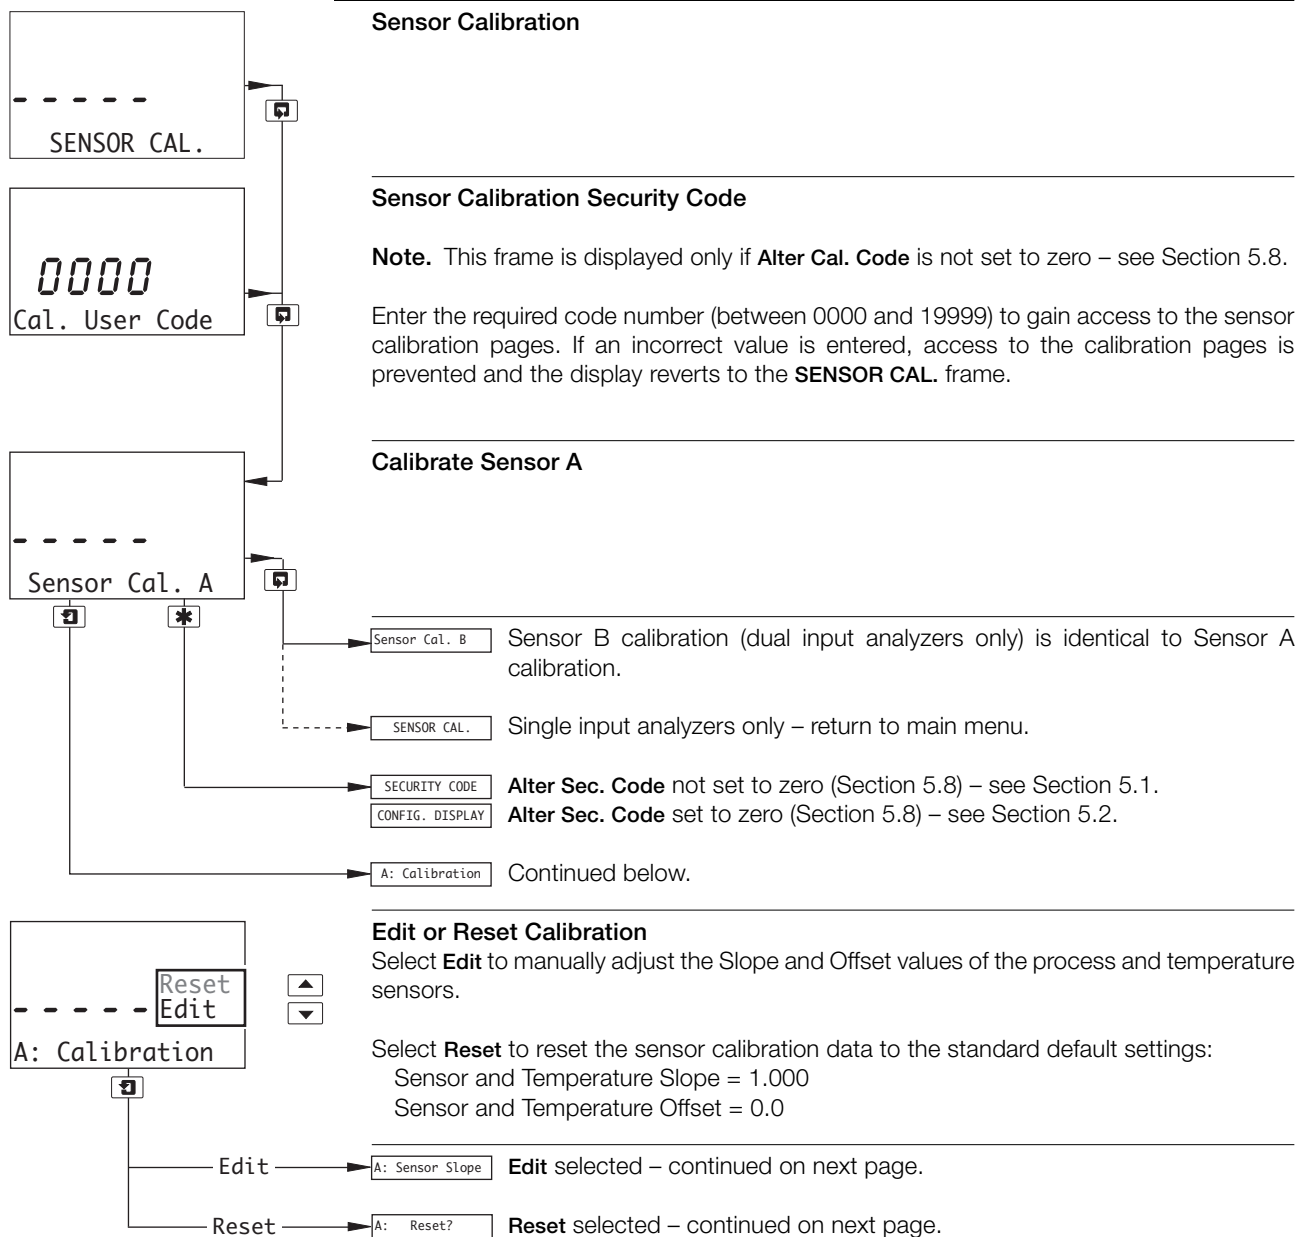 Sensor Calibration
- - - - -
SENSOR CAL.
Sensor Calibration Security Code
Note. This frame is displayed only if Alter Cal. Code is not set to zero – see Section 5.8.
0000
Cal. User Code
Enter the required code number (between 0000 and 19999) to gain access to the sensor
calibration pages. If an incorrect value is entered, access to the calibration pages is
prevented and the display reverts to the SENSOR CAL. frame.
Calibrate Sensor A
- - - - -
Sensor Cal. A
Sensor Cal. B Sensor B calibration (dual input analyzers only) is identical to Sensor A
calibration.
SENSOR CAL. Single input analyzers only – return to main menu.
SECURITY CODE Alter Sec. Code not set to zero (Section 5.8) – see Section 5.1.
CONFIG. DISPLAY Alter Sec. Code set to zero (Section 5.8) – see Section 5.2.
A: Calibration Continued below.
Edit or Reset Calibration
Select Edit to manually adjust the Slope and Offset values of the process and temperature
sensors.
Reset
- - - - - Edit
A: Calibration
Select Reset to reset the sensor calibration data to the standard default settings:
Sensor and Temperature Slope = 1.000
Sensor and Temperature Offset = 0.0
Edit A: Sensor Slope Edit selected – continued on next page.
Reset A: Reset? Reset selected – continued on next page.